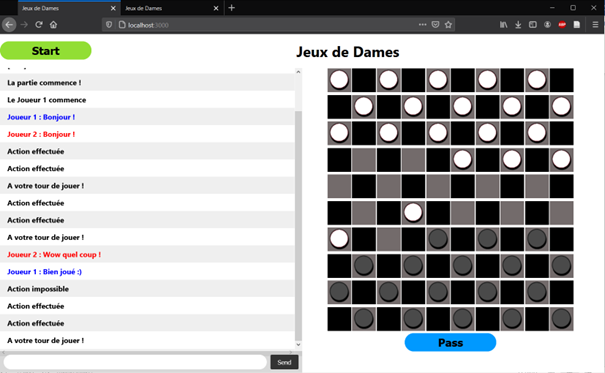 Jeux de Dames
Jeux de Dames
localhost:3000
Start
Jeux de Dames
La partie commence !
Le Joueur 1 commence
Joueur 1 : Bonjour !
Joueur 2 : Bonjour !
Action effectuée
Action effectuée
A votre tour de jouer !
Action effectuée
Action effectuée
A votre tour de jouer !
Joueur 2 : Wow quel coup !
Joueur 1 : Bien joué :)
Action impossible
Action effectuée
Action effectuée
A votre tour de jouer !
Send
Pass